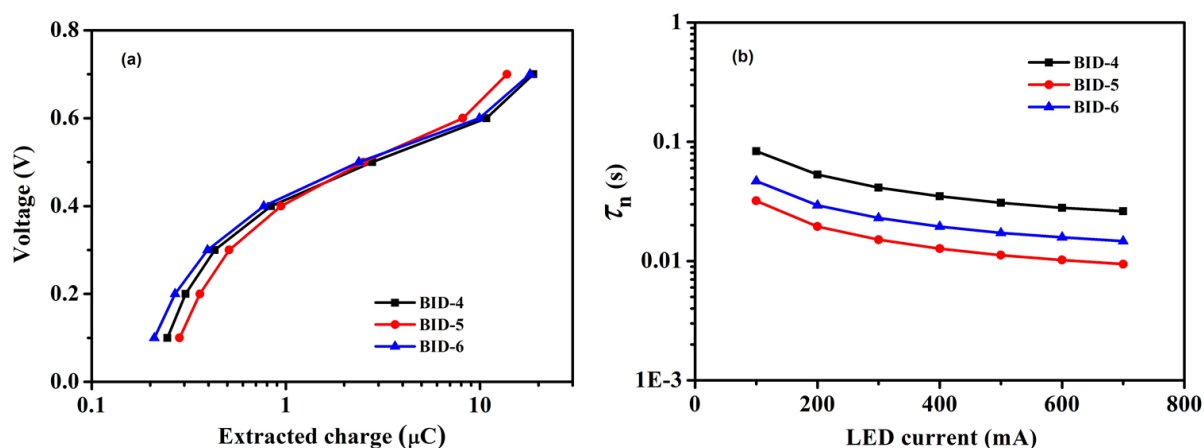 (a)
Voltage (V)
0.8
0.6
0.4
0.2
0.0
BID-4
BID-5
BID-6
0.1 1 10
Extracted charge (μC)
(b)
τn (s)
1
0.1
0.01
1E-3
BID-4
BID-5
BID-6
0 200 400 600 800
LED current (mA)